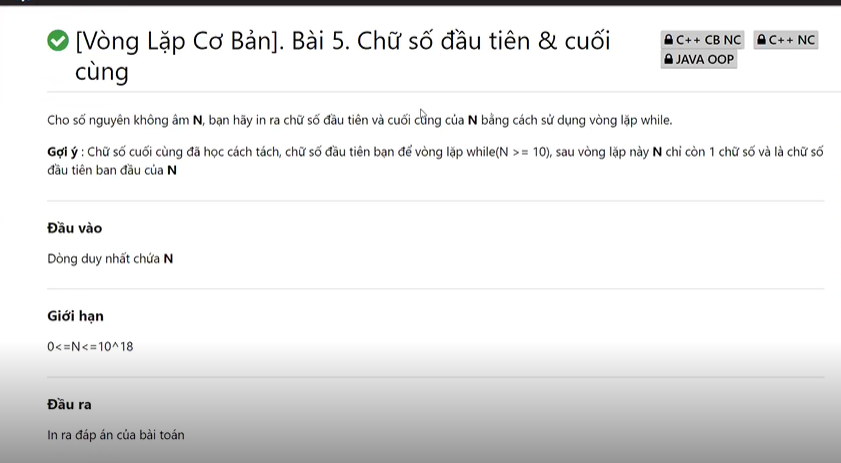 [Vòng Lặp Cơ Bản]. Bài 5. Chữ số đầu tiên & cuối
cùng
C++ CB NC C++ NC
JAVA OOP
Cho số nguyên không âm N, bạn hãy in ra chữ số đầu tiên và cuối cùng của N bằng cách sử dụng vòng lặp while.
Gợi ý : Chữ số cuối cùng đã học cách tách, chữ số đầu tiên bạn để vòng lặp while(N >= 10), sau vòng lặp này N chỉ còn 1 chữ số và là chữ số
đầu tiên ban đầu của N
Đầu vào
Dòng duy nhất chứa N
Giới hạn
0<=N<=10^18
Đầu ra
In ra đáp án của bài toán